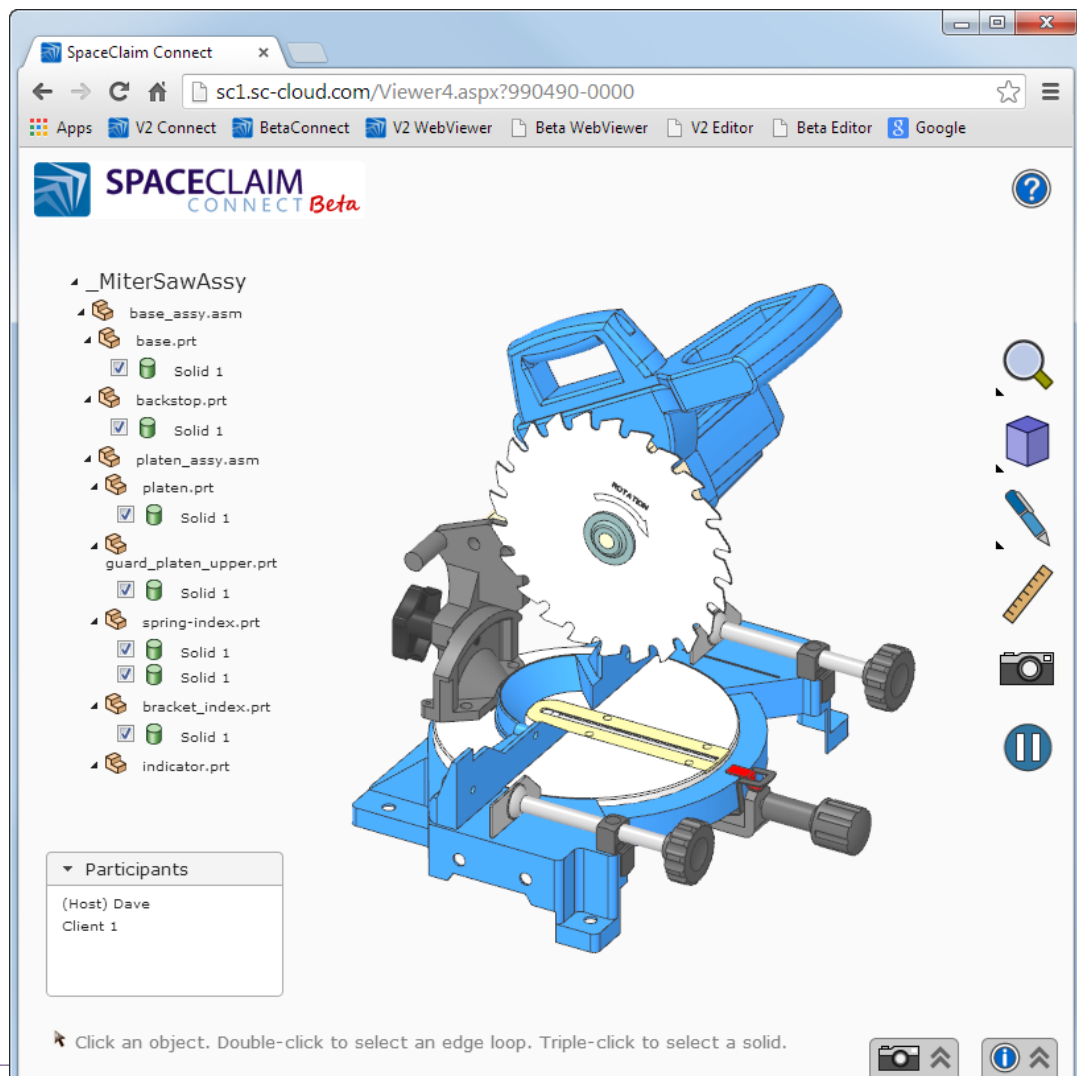 SpaceClaim Connect
sc1.sc-cloud.com/Viewer4.aspx?990490-0000
Apps V2 Connect BetaConnect V2 WebViewer Beta WebViewer V2 Editor Beta Editor Google
SPACECLAIM
CONNECT Beta
_MiterSawAssy
base_assy.asm
base.prt
Solid 1
backstop.prt
Solid 1
platen_assy.asm
platen.prt
Solid 1
guard_platen_upper.prt
Solid 1
spring-index.prt
Solid 1
Solid 1
bracket_index.prt
Solid 1
indicator.prt
ROTATION
Participants
(Host) Dave
Client 1
Click an object. Double-click to select an edge loop. Triple-click to select a solid.